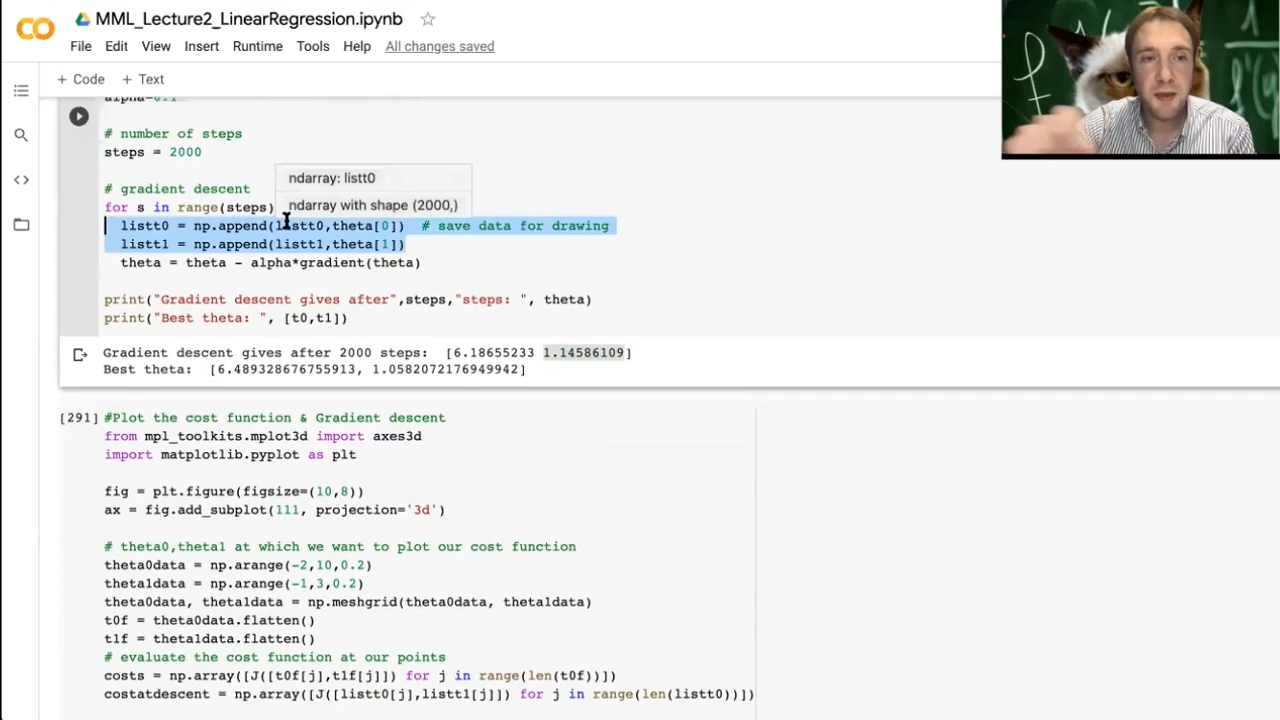 MML_Lecture2_LinearRegression.ipynb
File Edit View Insert Runtime Tools Help All changes saved
+ Code + Text
alpha=0.1
# number of steps
steps = 2000
ndarray: listt0
# gradient descent
ndarray with shape (2000,)
for s in range(steps)
listt0 = np.append(listt0,theta[0]) # save data for drawing
listt1 = np.append(listt1,theta[1])
theta = theta - alpha*gradient(theta)
print("Gradient descent gives after",steps,"steps: ", theta)
print("Best theta: ", [t0,t1])
Gradient descent gives after 2000 steps: [6.18655233 1.14586109]
Best theta: [6.489328676755913, 1.0582072176949942]
[291] #Plot the cost function & Gradient descent
from mpl_toolkits.mplot3d import axes3d
import matplotlib.pyplot as plt
fig = plt.figure(figsize=(10,8))
ax = fig.add_subplot(111, projection='3d')
# theta0,theta1 at which we want to plot our cost function
theta0data = np.arange(-2,10,0.2)
theta1data = np.arange(-1,3,0.2)
theta0data, theta1data = np.meshgrid(theta0data, theta1data)
t0f = theta0data.flatten()
t1f = theta1data.flatten()
# evaluate the cost function at our points
costs = np.array([J([t0f[j],t1f[j]]) for j in range(len(t0f))])
costatdescent = np.array([J([listt0[j],listt1[j]]) for j in range(len(listt0))])